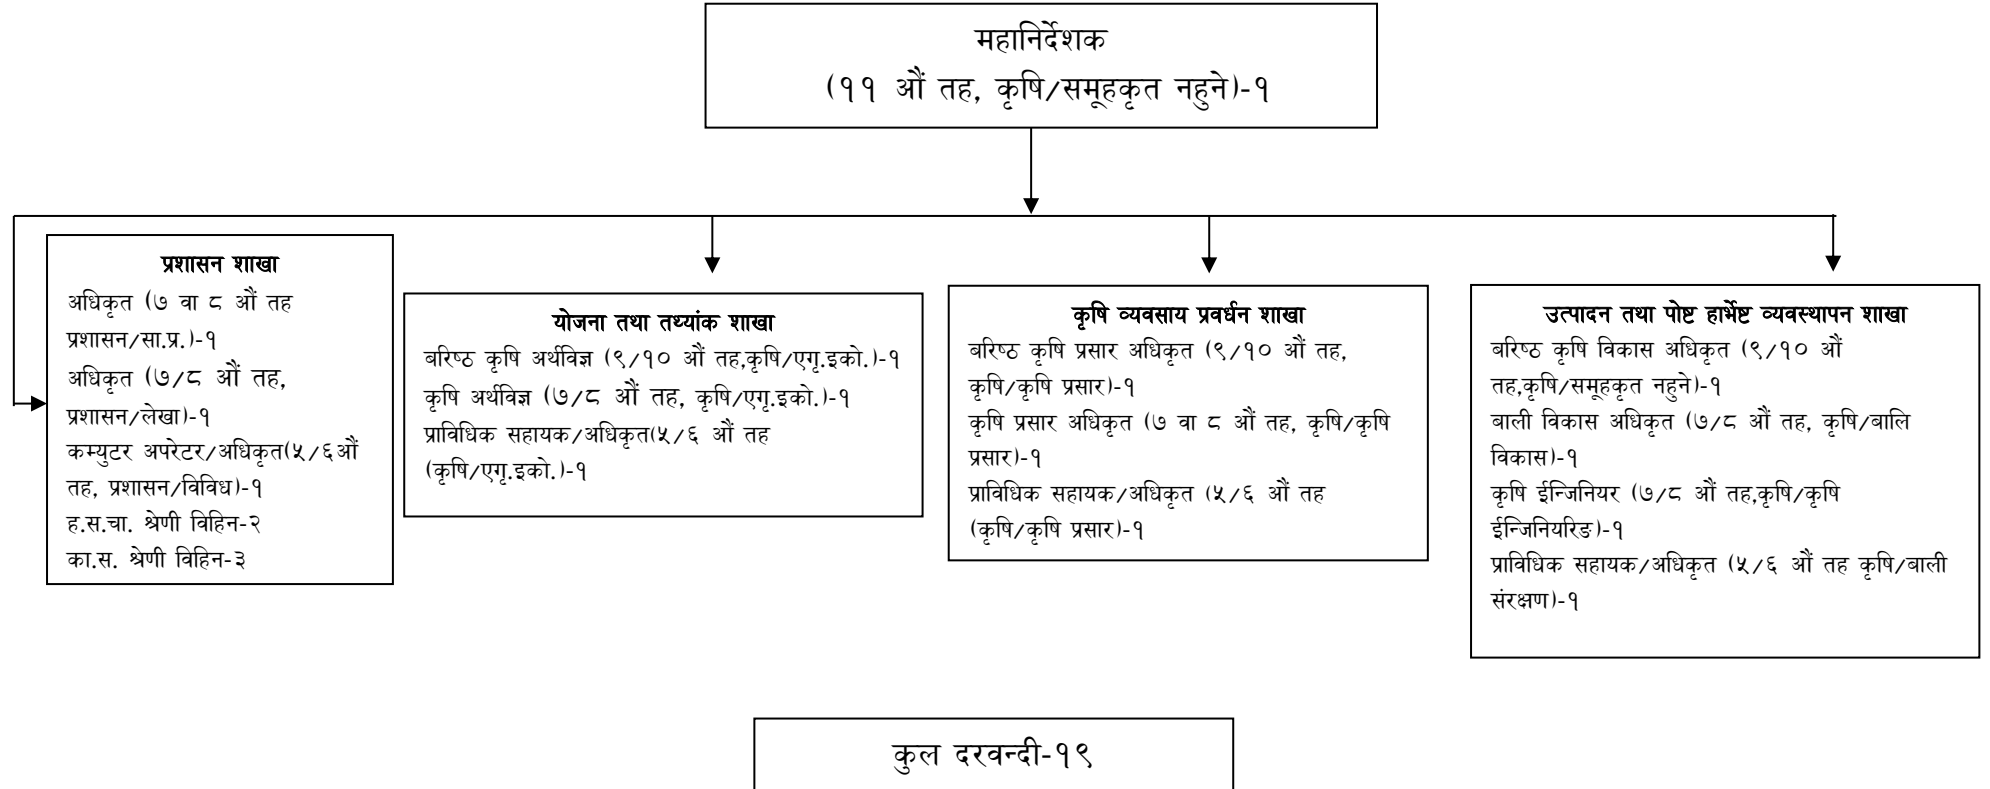 महानिर्देशक
(११ औं तह, कृषि/समूहकृत नहुने)-१
प्रशासन शाखा
अधिकृत (७ वा ८ औं तह
प्रशासन/सा.प्र.)-१
अधिकृत (७/८ औं तह,
प्रशासन/लेखा)-१
कम्युटर अपरेटर/अधिकृत(५/६औं
तह, प्रशासन/विविध)-१
ह.स.चा. श्रेणी विहिन-२
का.स. श्रेणी विहिन-३
योजना तथा तथ्यांक शाखा
बरिष्ठ कृषि अर्थविज्ञ (९/१० औं तह,कृषि/एगृ.इको.)-१
कृषि अर्थविज्ञ (७/८ औं तह, कृषि/एगृ.इको.)-१
प्राविधिक सहायक/अधिकृत(५/६ औं तह
(कृषि/एगृ.इको.)-१
कृषि व्यवसाय प्रवर्धन शाखा
बरिष्ठ कृषि प्रसार अधिकृत (९/१० औं तह,
कृषि/कृषि प्रसार)-१
कृषि प्रसार अधिकृत (७ वा ८ औं तह, कृषि/कृषि
प्रसार)-१
प्राविधिक सहायक/अधिकृत (५/६ औं तह
(कृषि/कृषि प्रसार)-१
उत्पादन तथा पोष्ट हार्भेष्ट व्यवस्थापन शाखा
बरिष्ठ कृषि विकास अधिकृत (९/१० औं
तह,कृषि/समूहकृत नहुने)-१
बाली विकास अधिकृत (७/८ औं तह, कृषि/बालि
विकास)-१
कृषि ईन्जिनियर (७/८ औं तह,कृषि/कृषि
ईन्जिनियरिङ)-१
प्राविधिक सहायक/अधिकृत (५/६ औं तह कृषि/बाली
संरक्षण)-१
कुल दरवन्दी-१९